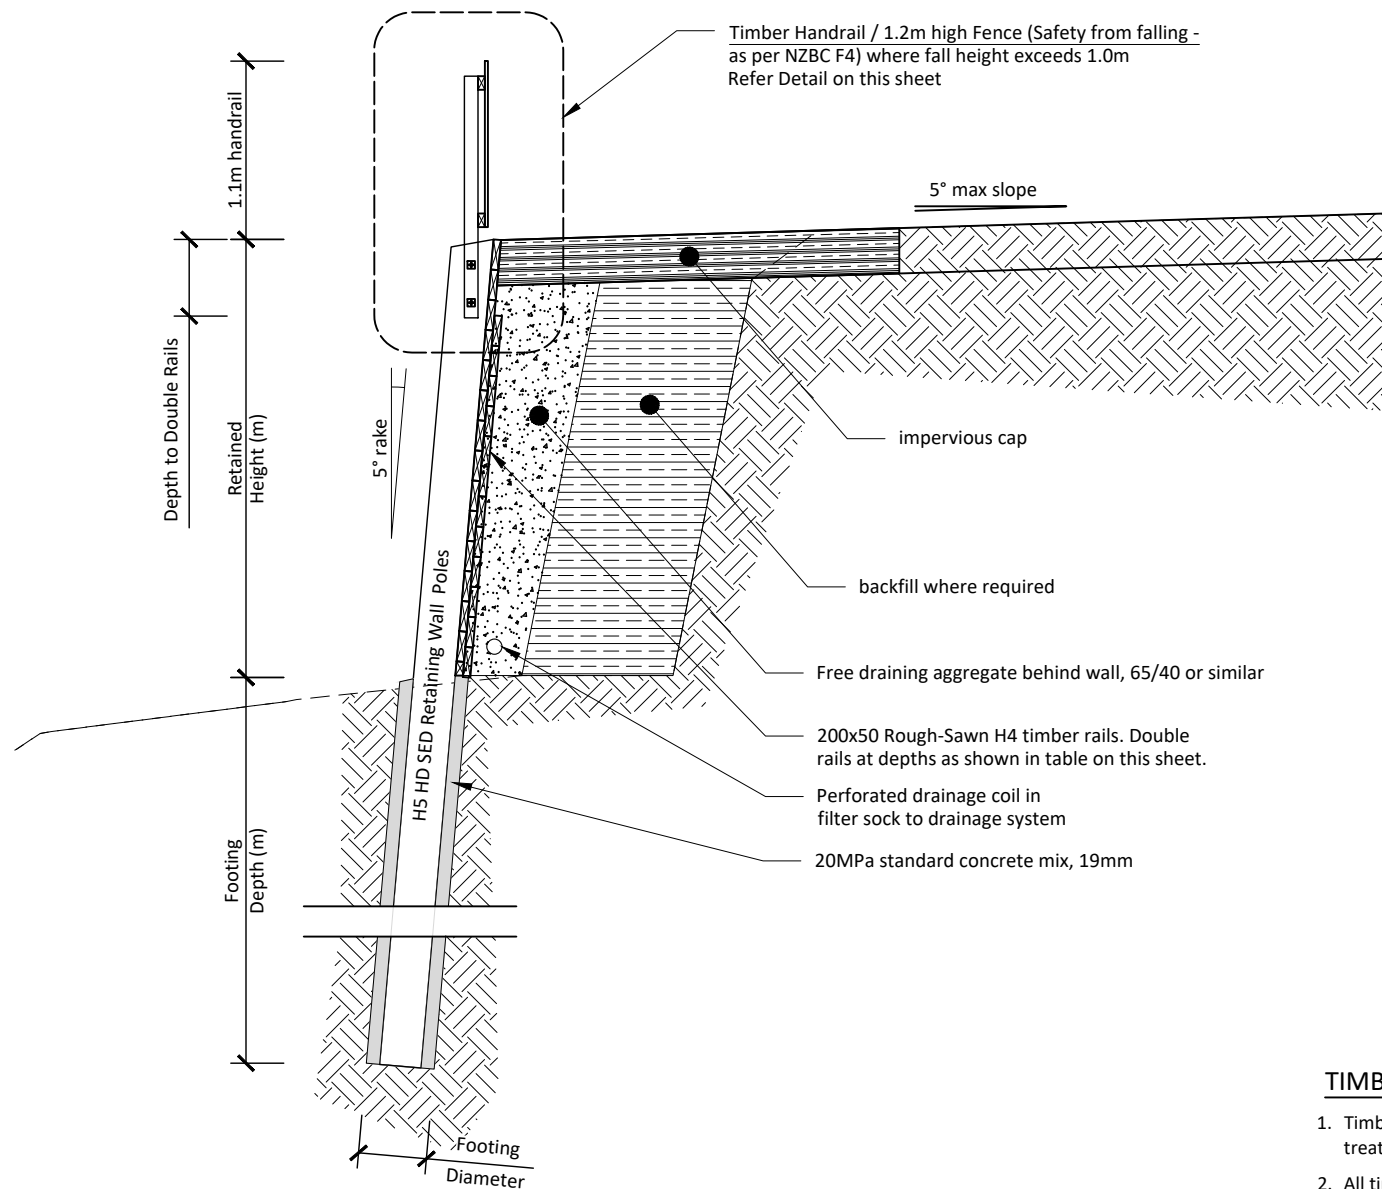 Timber Handrail / 1.2m high Fence (Safety from falling -
as per NZBC F4) where fall height exceeds 1.0m
Refer Detail on this sheet
1.1m handrail
5° max slope
Depth to Double Rails
Retained
Height (m)
5° rake
impervious cap
H5 HD SED Retaining Wall Poles
backfill where required
Free draining aggregate behind wall, 65/40 or similar
200x50 Rough-Sawn H4 timber rails. Double
rails at depths as shown in table on this sheet.
Perforated drainage coil in
filter sock to drainage system
20MPa standard concrete mix, 19mm
Footing
Depth (m)
Footing
Diameter
TIMB
1. Timb
treat
2. All ti